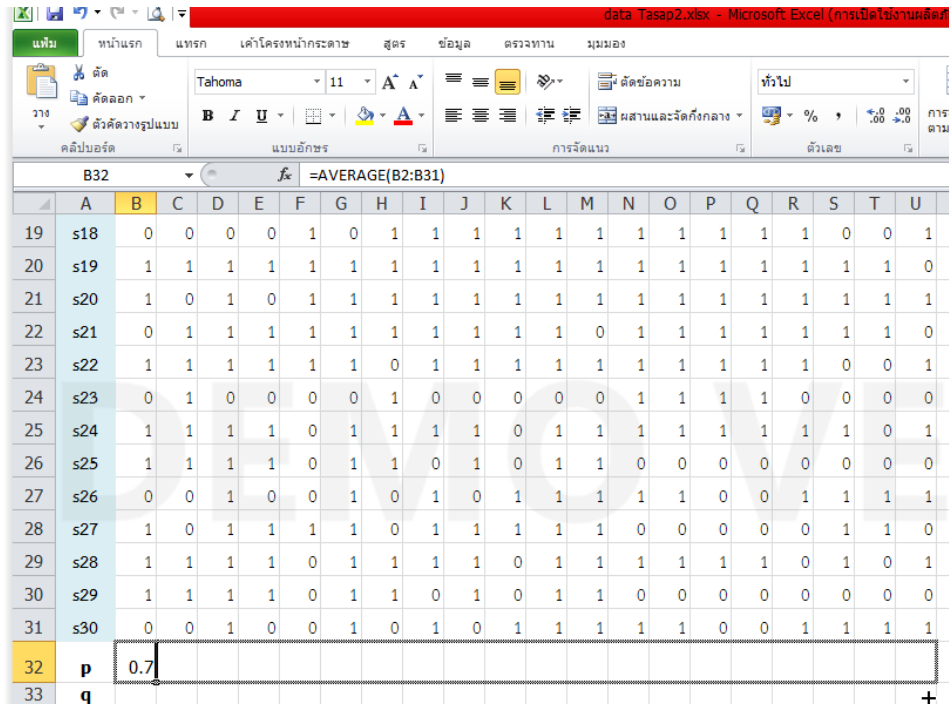 data Tasap2.xlsx - Microsoft Excel (การเปิดใช้งานผลิตภั
แฟ้ม หน้าแรก แทรก เค้าโครงหน้ากระดาษ สูตร ข้อมูล ตรวจทาน มุมมอง
ตัด
คัดลอก
วาง
ตัวคัดวางรูปแบบ
คลิปบอร์ด
Tahoma 11 A A
B I U A
แบบอักษร
ตัดข้อความ
ผสานและจัดกึ่งกลาง
การจัดแนว
ทั่วไป
% , .0 .00 .00 .0
ตัวเลข
การจ
ตาม
B32 fx =AVERAGE(B2:B31)
A B C D E F G H I J K L M N O P Q R S T U
19 s18 0 0 0 0 1 0 1 1 1 1 1 1 1 1 1 1 1 0 0 1
20 s19 1 1 1 1 1 1 1 1 1 1 1 1 1 1 1 1 1 1 1 0
21 s20 1 0 1 0 1 1 1 1 1 1 1 1 1 1 1 1 1 1 1 1
22 s21 0 1 1 1 1 1 1 1 1 1 1 0 1 1 1 1 1 1 1 0
23 s22 1 1 1 1 1 1 0 1 1 1 1 1 1 1 1 1 1 0 0 1
24 s23 0 1 0 0 0 0 1 0 0 0 0 0 1 1 1 1 0 0 0 0
25 s24 1 1 1 1 0 1 1 1 1 0 1 1 1 1 1 1 1 1 0 1
26 s25 1 1 1 1 0 1 1 0 1 0 1 1 0 0 0 0 0 0 0 0
27 s26 0 0 1 0 0 1 0 1 0 1 1 1 1 1 0 0 1 1 1 1
28 s27 1 0 1 1 1 1 0 1 1 1 1 1 0 0 0 0 0 1 1 0
29 s28 1 1 1 1 0 1 1 1 1 0 1 1 1 1 1 1 0 1 0 1
30 s29 1 1 1 1 0 1 1 0 1 0 1 1 0 0 0 0 0 0 0 0
31 s30 0 0 1 0 0 1 0 1 0 1 1 1 1 1 0 0 1 1 1 1
32 p 0.7
33 q
DEMO VE